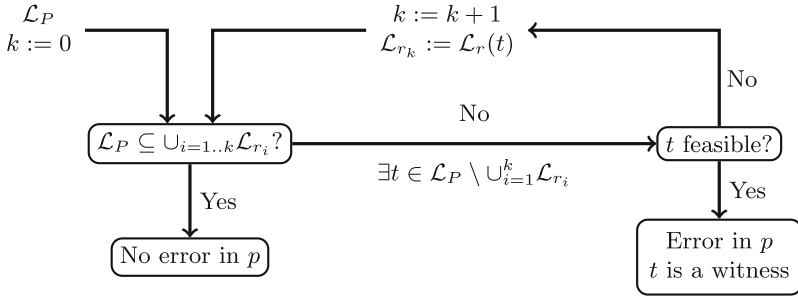 ℒ_P
k := 0
k := k + 1
ℒ_{r_k} := ℒ_r(t)
No
No
ℒ_P ⊆ ∪_{i=1..k} ℒ_{r_i}?
t feasible?
∃t ∈ ℒ_P \ ∪_{i=1}^k ℒ_{r_i}
Yes
Yes
No error in p
Error in p
t is a witness